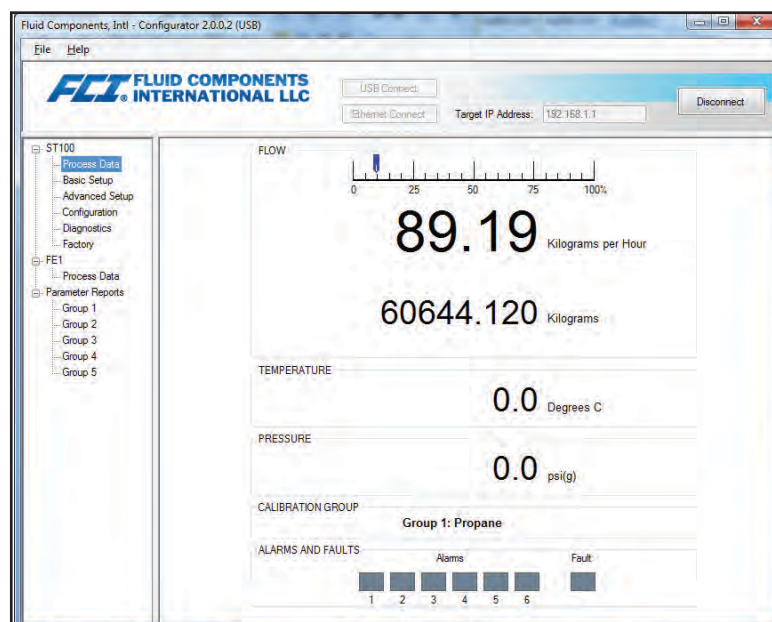 Fluid Components, Intl - Configurator 2.0.0.2 (USB)
File Help
FCI® FLUID COMPONENTS
INTERNATIONAL LLC
USB Connect
Ethernet Connect
Target IP Address: 192.168.1.1
Disconnect
ST100
Process Data
Basic Setup
Advanced Setup
Configuration
Diagnostics
Factory
FE1
Process Data
Parameter Reports
Group 1
Group 2
Group 3
Group 4
Group 5
FLOW
0 25 50 75 100%
89.19 Kilograms per Hour
60644.120 Kilograms
TEMPERATURE
0.0 Degrees C
PRESSURE
0.0 psi(g)
CALIBRATION GROUP
Group 1: Propane
ALARMS AND FAULTS
Alarms Fault
1 2 3 4 5 6